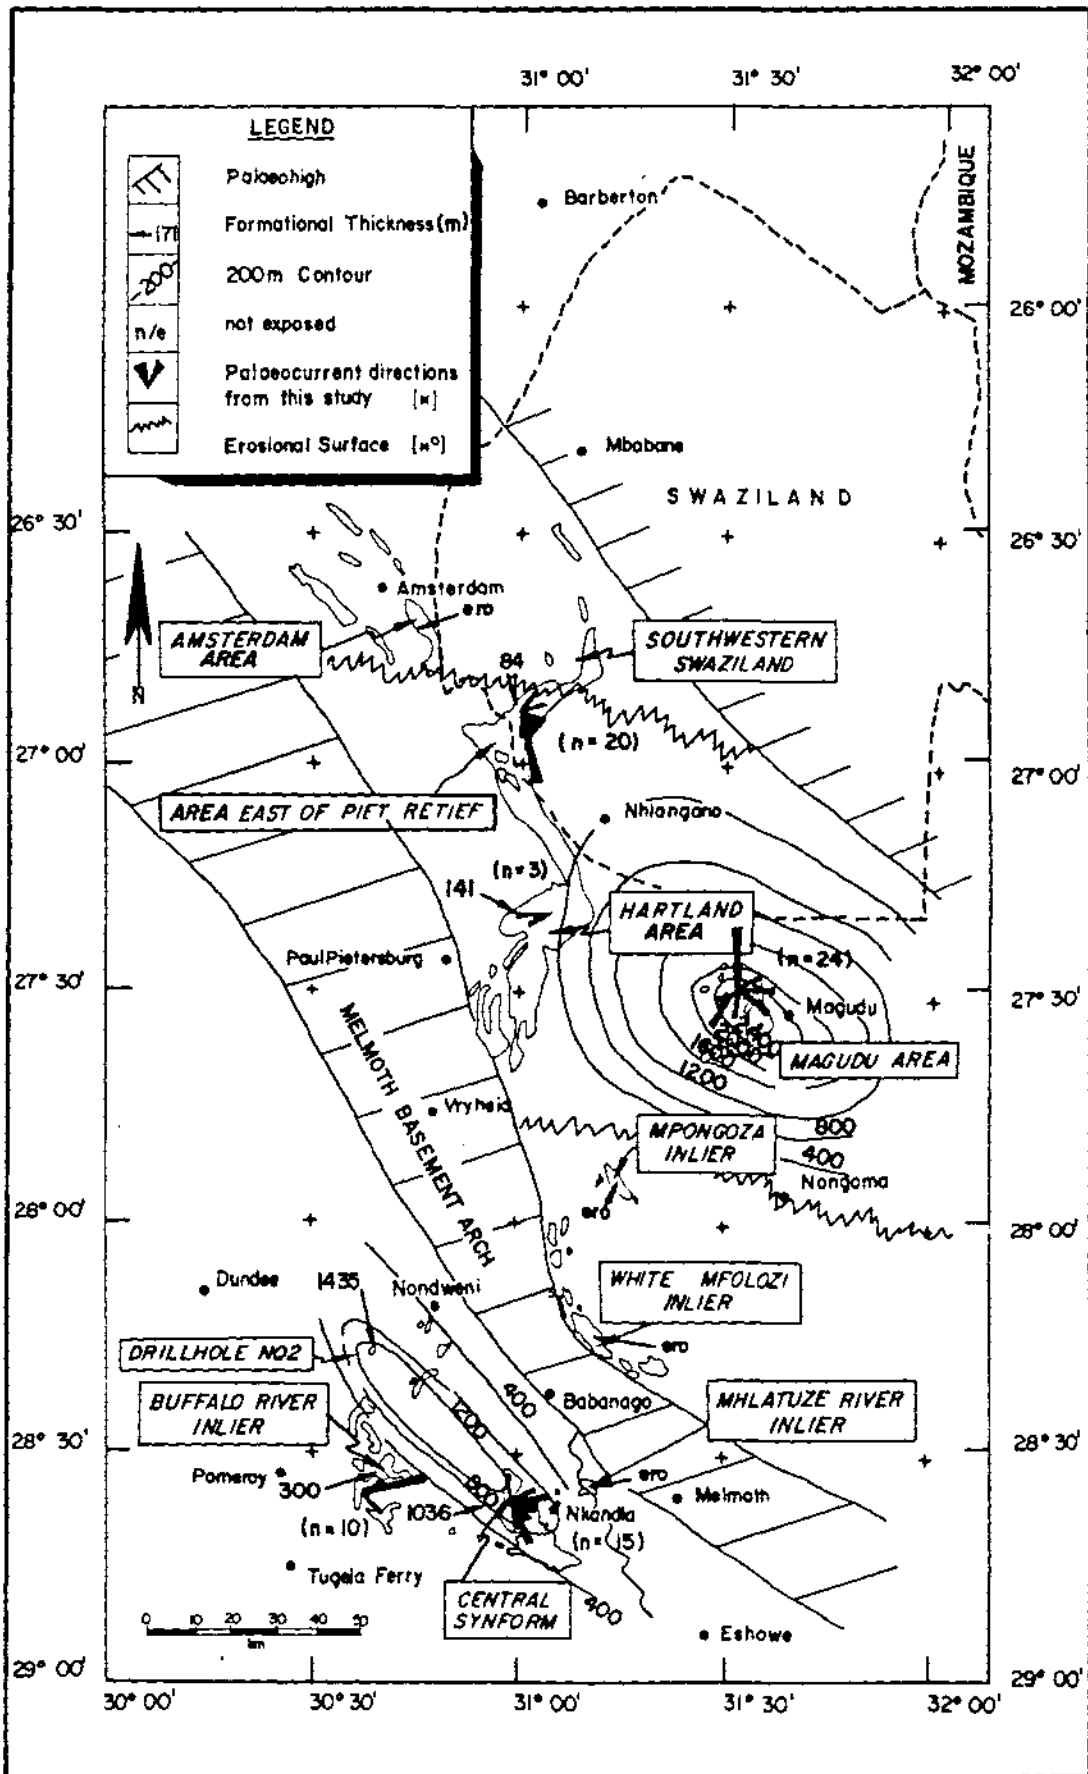 31° 00'
31° 30'
32° 00'
LEGEND
Palaeohigh
Formational Thickness (m)
171
200m Contour
-200-
n/e
not exposed
Palaeocurrent directions
from this study [*]
Erosional Surface [*°]
MOZAMBIQUE
Barberton
26° 00'
Mbabane
SWAZILAND
26° 30'
26° 30'
Amsterdam
ero
AMSTERDAM
AREA
N
SOUTHWESTERN
SWAZILAND
84
(n=20)
27° 00'
27° 00'
AREA EAST OF PIET RETIEF
Nhlangano
141
(n=3)
HARTLAND
AREA
(n=24)
PaulPietersburg
27° 30'
27° 30'
Magudu
MAGUDU AREA
1200
MELMOTH BASEMENT ARCH
Vryheid
800
400
MPONGOZA
INLIER
Nongoma
ero
28° 00'
28° 00'
WHITE MFOLOZI
INLIER
Dundee
1435
Nondweni
ero
DRILLHOLE NO2
BUFFALO RIVER
INLIER
1200
400
Babanago
MHLATUZE RIVER
INLIER
28° 30'
28° 30'
Pomeroy
300
800
ero
Melmoth
1036
Nkandla
(n=10)
(n=15)
Tugela Ferry
CENTRAL
SYNFORM
400
0 10 20 30 40 50
km
Eshowe
29° 00'
29° 00'
30° 00'
30° 30'
31° 00'
31° 30'
32° 00'